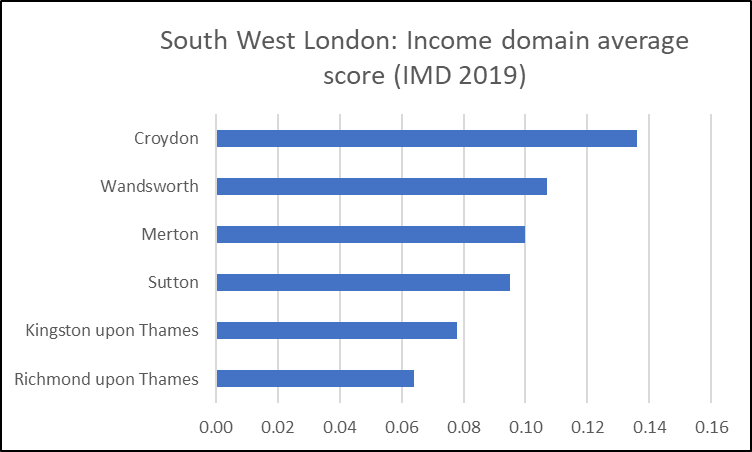 South West London: Income domain average
score (IMD 2019)
Croydon
Wandsworth
Merton
Sutton
Kingston upon Thames
Richmond upon Thames
0.00 0.02 0.04 0.06 0.08 0.10 0.12 0.14 0.16